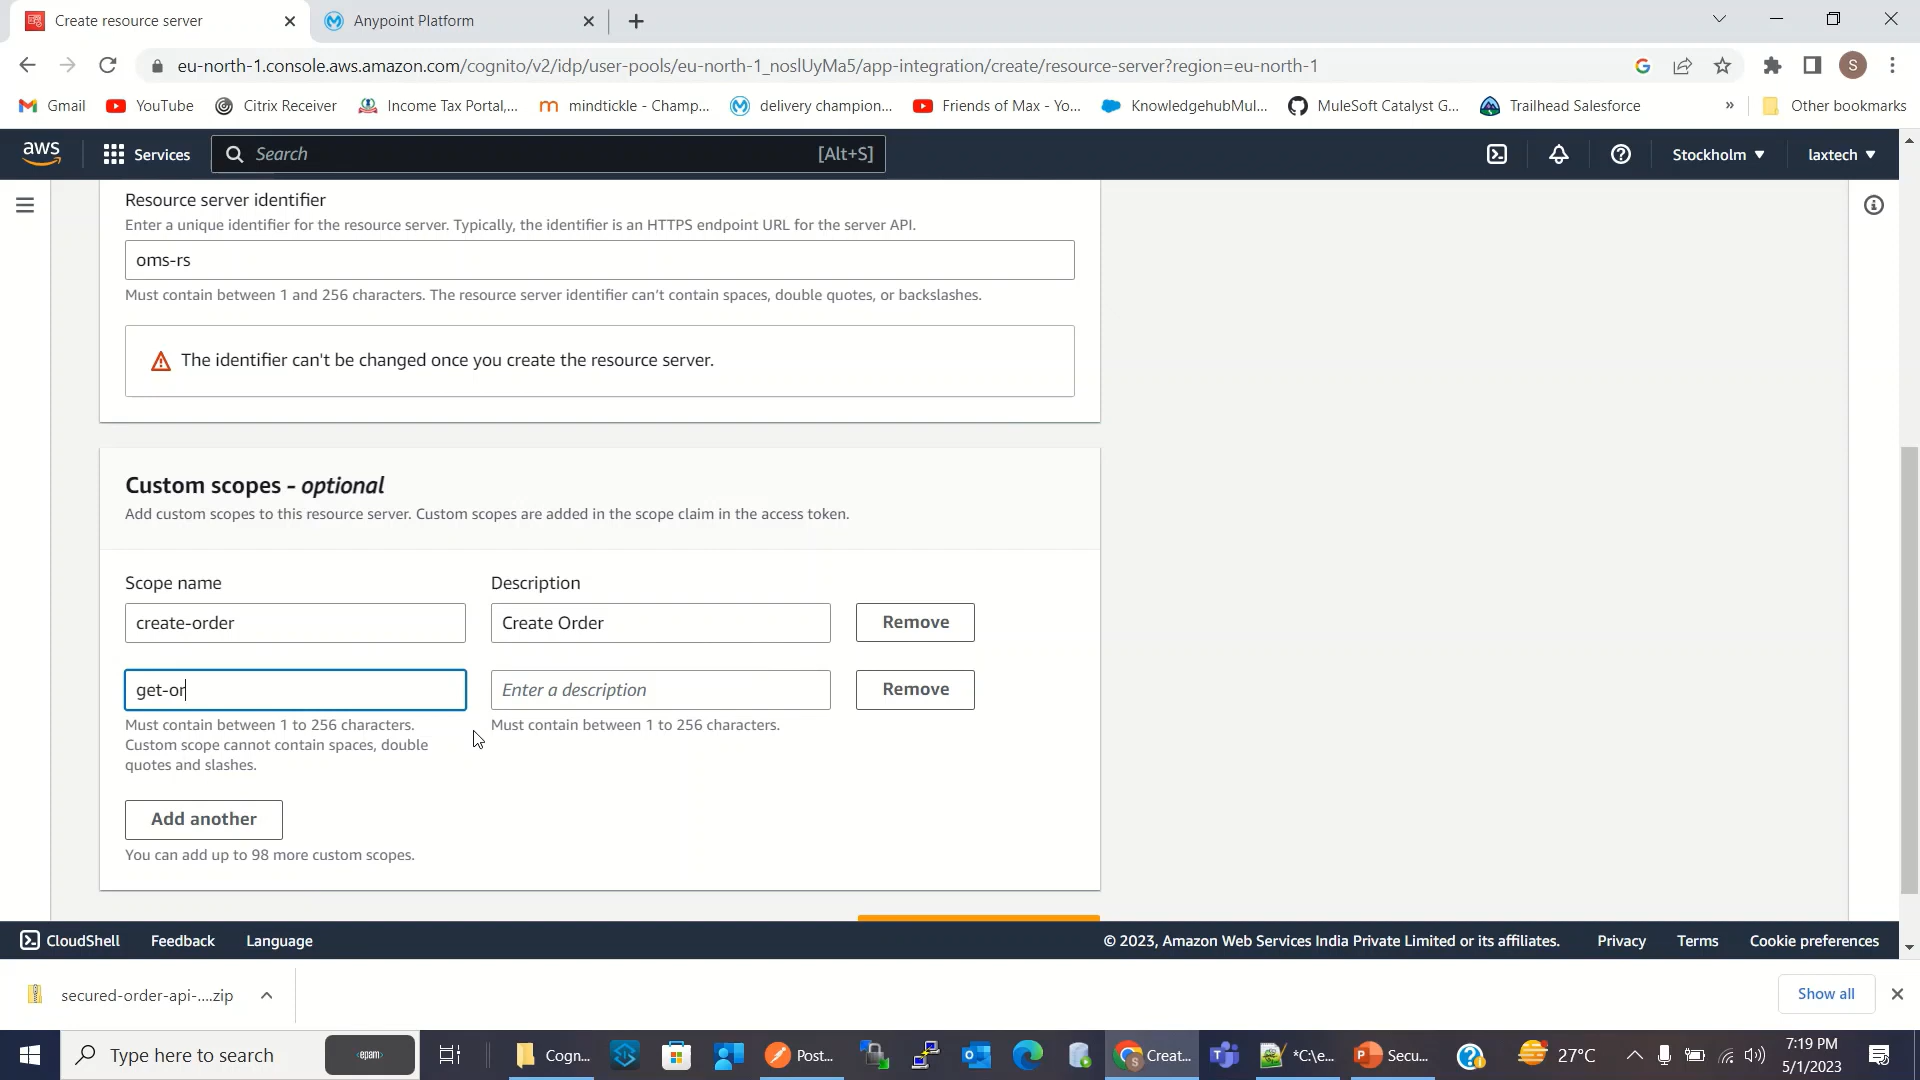 Create resource server
Anypoint Platform
eu-north-1.console.aws.amazon.com/cognito/v2/idp/user-pools/eu-north-1_noslUyMa5/app-integration/create/resource-server?region=eu-north-1
S
Gmail
YouTube
Citrix Receiver
Income Tax Portal,...
mindtickle - Champ...
delivery champion...
Friends of Max - Yo...
KnowledgehubMul...
MuleSoft Catalyst G...
Trailhead Salesforce
»
Other bookmarks
aws
Services
Search
[Alt+S]
Stockholm
laxtech
Resource server identifier
Enter a unique identifier for the resource server. Typically, the identifier is an HTTPS endpoint URL for the server API.
oms-rs
Must contain between 1 and 256 characters. The resource server identifier can't contain spaces, double quotes, or backslashes.
The identifier can't be changed once you create the resource server.
Custom scopes - optional
Add custom scopes to this resource server. Custom scopes are added in the scope claim in the access token.
Scope name
Description
create-order
Create Order
Remove
get-or
Enter a description
Remove
Must contain between 1 to 256 characters.
Custom scope cannot contain spaces, double
quotes and slashes.
Must contain between 1 to 256 characters.
Add another
You can add up to 98 more custom scopes.
CloudShell
Feedback
Language
© 2023, Amazon Web Services India Private Limited or its affiliates.
Privacy
Terms
Cookie preferences
secured-order-api-....zip
Show all
Type here to search
<epam>
Cogn...
Post...
Creat...
*C:\e...
Secu...
27°C
7:19 PM
5/1/2023